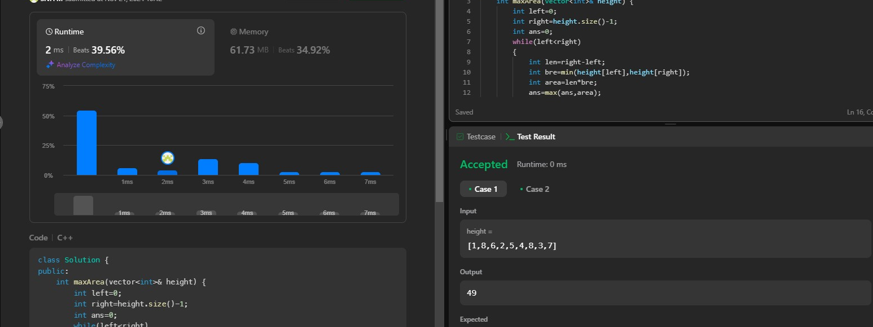 Runtime
2 ms | Beats 39.56%
Analyze Complexity
Memory
61.73 MB | Beats 34.92%
75%
50%
25%
0%
1ms 2ms 3ms 4ms 5ms 6ms 7ms
1ms 2ms 3ms 4ms 5ms 6ms 7ms
Code | C++
class Solution {
public:
int maxArea(vector<int>& height) {
int left=0;
int right=height.size()-1;
int ans=0;
while(left<right)
3 int maxArea(vector<int>& height) {
4 int left=0;
5 int right=height.size()-1;
6 int ans=0;
7 while(left<right)
8 {
9 int len=right-left;
10 int bre=min(height[left],height[right]);
11 int area=len*bre;
12 ans=max(ans,area);
Saved
Ln 16, Co
Testcase | >_ Test Result
Accepted Runtime: 0 ms
• Case 1 • Case 2
Input
height =
[1,8,6,2,5,4,8,3,7]
Output
49
Expected